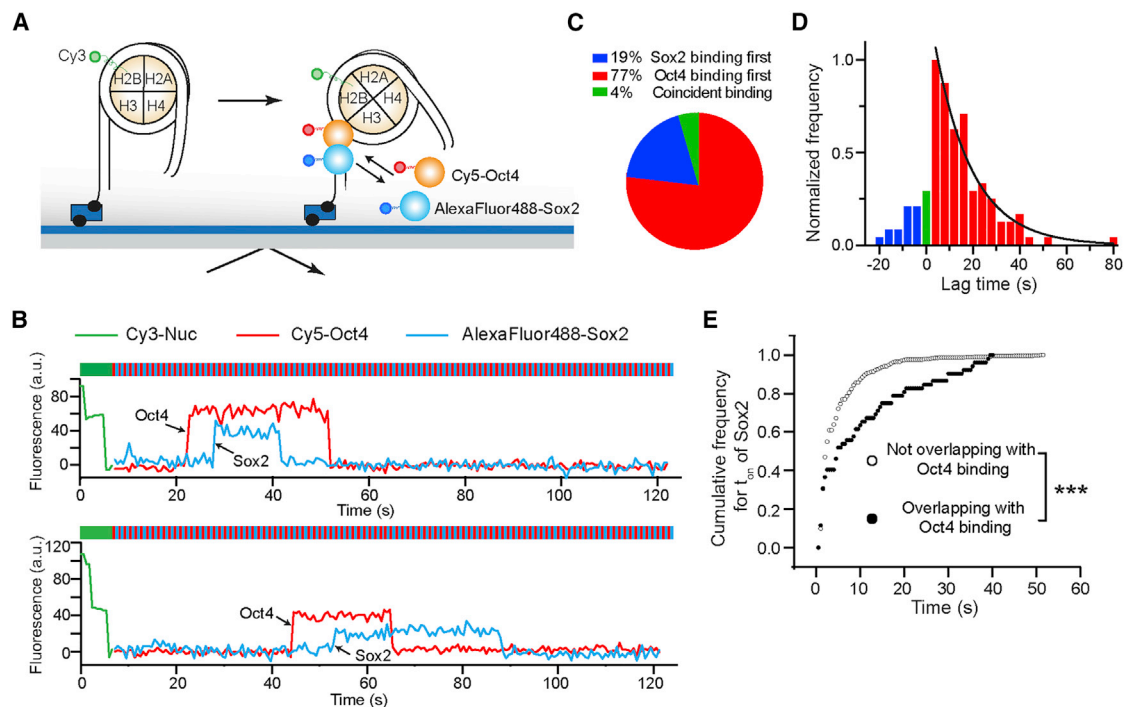 A
Cy3
H2B H2A
H3 H4
H2A
H2B H4
H3
Cy5-Oct4
AlexaFluor488-Sox2
B
Cy3-Nuc Cy5-Oct4 AlexaFluor488-Sox2
Fluorescence (a.u.)
80
40
0
Oct4
Sox2
0 20 40 60 80 100 120
Time (s)
Fluorescence (a.u.)
120
80
40
0
Oct4
Sox2
0 20 40 60 80 100 120
Time (s)
C
19% Sox2 binding first
77% Oct4 binding first
4% Coincident binding
D
Normalized frequency
1.0
0.5
0.0
-20 0 20 40 60 80
Lag time (s)
E
Cumulative frequency
for ton of Sox2
1.0
0.8
0.6
0.4
0.2
0.0
Not overlapping with
Oct4 binding
Overlapping with
Oct4 binding
***
0 10 20 30 40 50 60
Time (s)